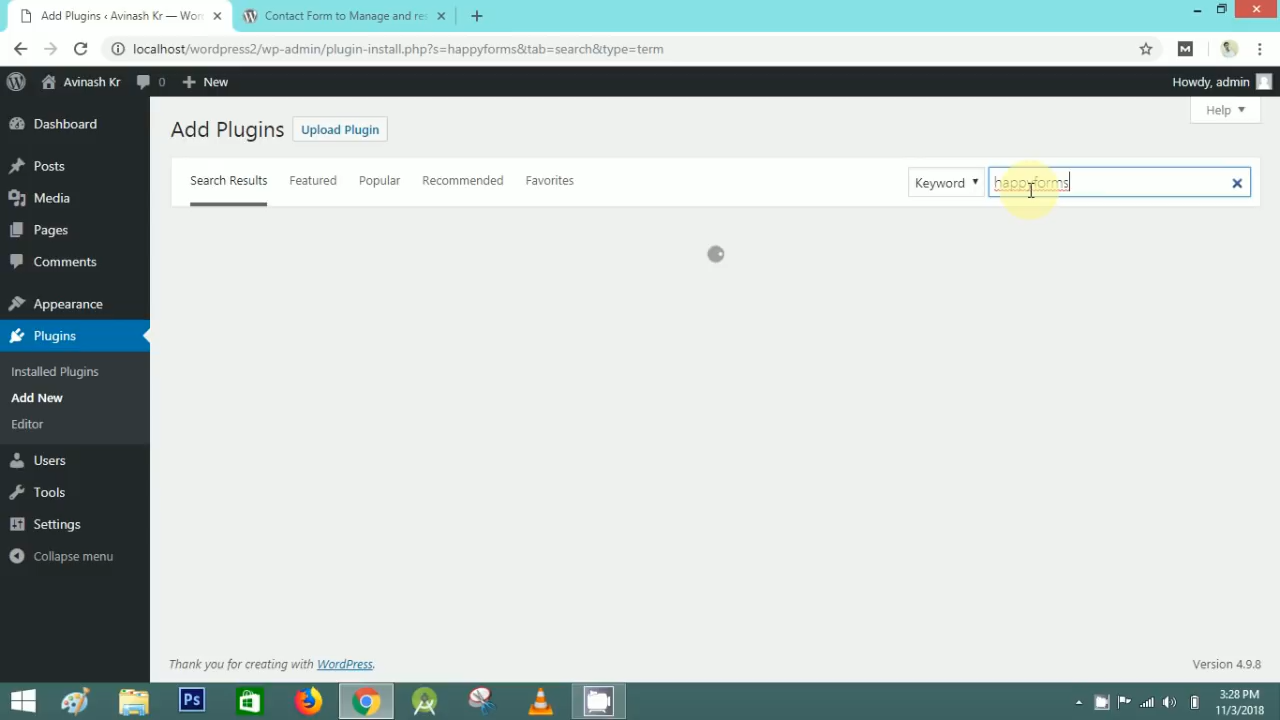 Add Plugins ‹ Avinash Kr — Wor
Contact Form to Manage and res
localhost/wordpress2/wp-admin/plugin-install.php?s=happyforms&tab=search&type=term
Avinash Kr
0
New
Howdy, admin
Dashboard
Posts
Media
Pages
Comments
Appearance
Plugins
Installed Plugins
Add New
Editor
Users
Tools
Settings
Collapse menu
Help
Add Plugins
Upload Plugin
Search Results
Featured
Popular
Recommended
Favorites
Keyword
happyforms
Thank you for creating with WordPress.
Version 4.9.8
Ps
3:28 PM
11/3/2018